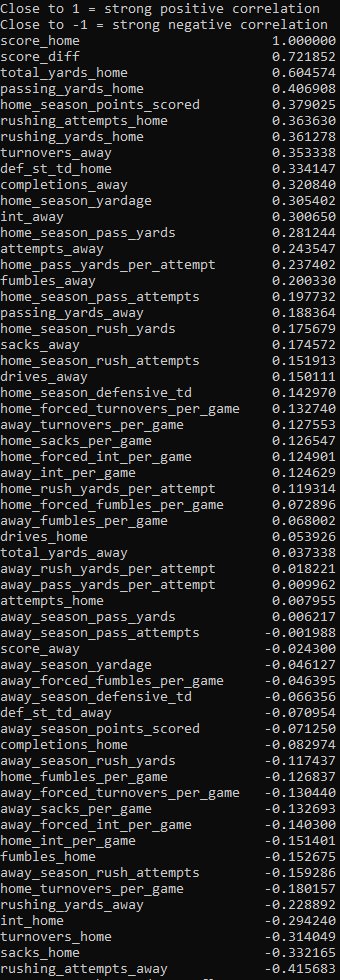 Close to 1 = strong positive correlation
Close to -1 = strong negative correlation
score_home 1.000000
score_diff 0.721852
total_yards_home 0.604574
passing_yards_home 0.406908
home_season_points_scored 0.379025
rushing_attempts_home 0.363630
rushing_yards_home 0.361278
turnovers_away 0.353338
def_st_td_home 0.334147
completions_away 0.320840
home_season_yardage 0.305402
int_away 0.300650
home_season_pass_yards 0.281244
attempts_away 0.243547
home_pass_yards_per_attempt 0.237402
fumbles_away 0.200330
home_season_pass_attempts 0.197732
passing_yards_away 0.188364
home_season_rush_yards 0.175679
sacks_away 0.174572
home_season_rush_attempts 0.151913
drives_away 0.150111
home_season_defensive_td 0.142970
home_forced_turnovers_per_game 0.132740
away_turnovers_per_game 0.127553
home_sacks_per_game 0.126547
home_forced_int_per_game 0.124901
away_int_per_game 0.124629
home_rush_yards_per_attempt 0.119314
home_forced_fumbles_per_game 0.072896
away_fumbles_per_game 0.068002
drives_home 0.053926
total_yards_away 0.037338
away_rush_yards_per_attempt 0.018221
away_pass_yards_per_attempt 0.009962
attempts_home 0.007955
away_season_pass_yards 0.006217
away_season_pass_attempts -0.001988
score_away -0.024300
away_season_yardage -0.046127
away_forced_fumbles_per_game -0.046395
away_season_defensive_td -0.066356
def_st_td_away -0.070954
away_season_points_scored -0.071250
completions_home -0.082974
away_season_rush_yards -0.117437
home_fumbles_per_game -0.126837
away_forced_turnovers_per_game -0.130440
away_sacks_per_game -0.132693
away_forced_int_per_game -0.140300
home_int_per_game -0.151401
fumbles_home -0.152675
away_season_rush_attempts -0.159286
home_turnovers_per_game -0.180157
rushing_yards_away -0.228892
int_home -0.294240
turnovers_home -0.314049
sacks_home -0.332165
rushing_attempts_away -0.415683